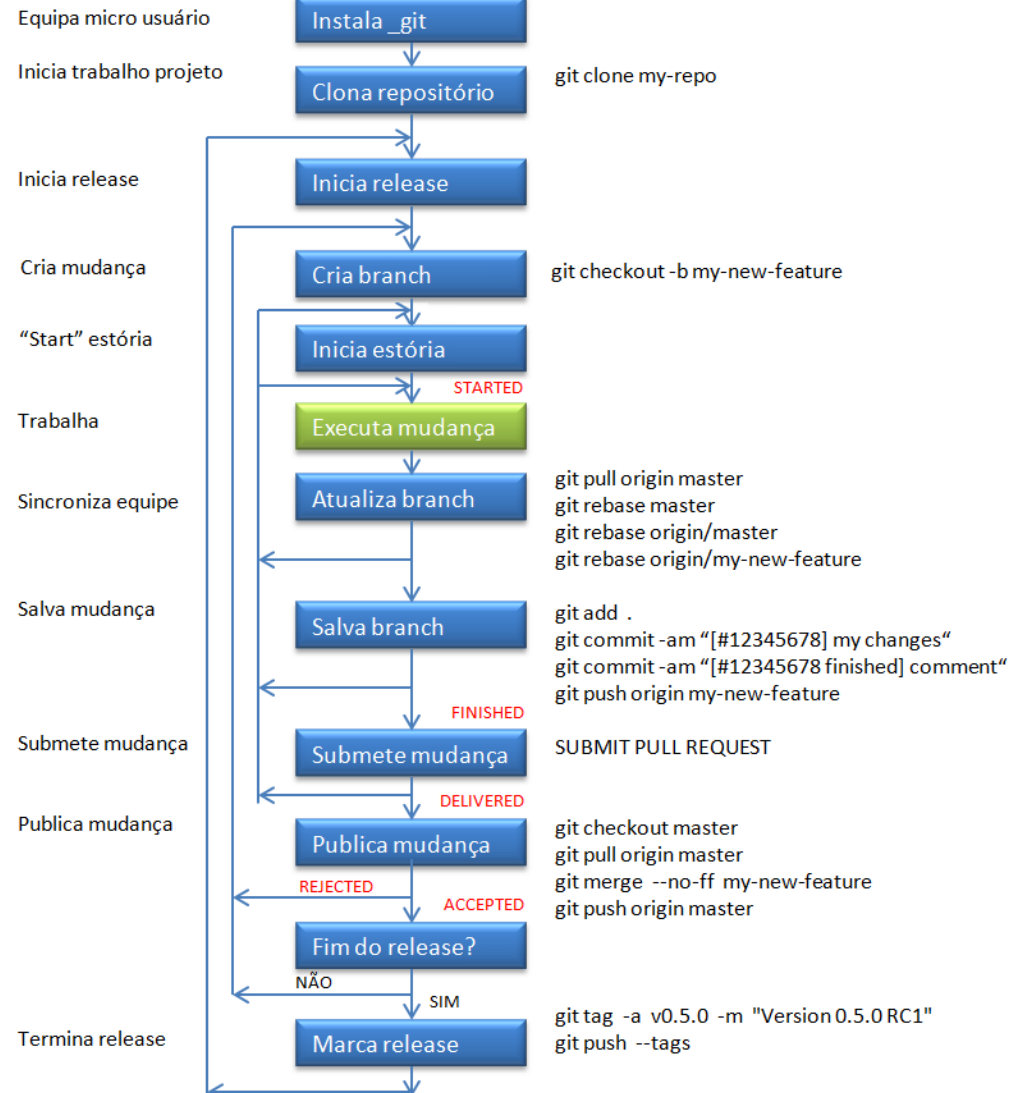 Equipa micro usuário
Instala _git
Inicia trabalho projeto
Clona repositório
git clone my-repo
Inicia release
Inicia release
Cria mudança
Cria branch
git checkout -b my-new-feature
“Start” estória
Inicia estória
STARTED
Trabalha
Executa mudança
Sincroniza equipe
Atualiza branch
git pull origin master
git rebase master
git rebase origin/master
git rebase origin/my-new-feature
Salva mudança
Salva branch
git add .
git commit -am “[#12345678] my changes“
git commit -am “[#12345678 finished] comment“
git push origin my-new-feature
FINISHED
Submete mudança
Submete mudança
SUBMIT PULL REQUEST
DELIVERED
Publica mudança
Publica mudança
git checkout master
git pull origin master
git merge --no-ff my-new-feature
git push origin master
REJECTED
ACCEPTED
Fim do release?
NÃO
SIM
Termina release
Marca release
git tag -a v0.5.0 -m "Version 0.5.0 RC1"
git push --tags